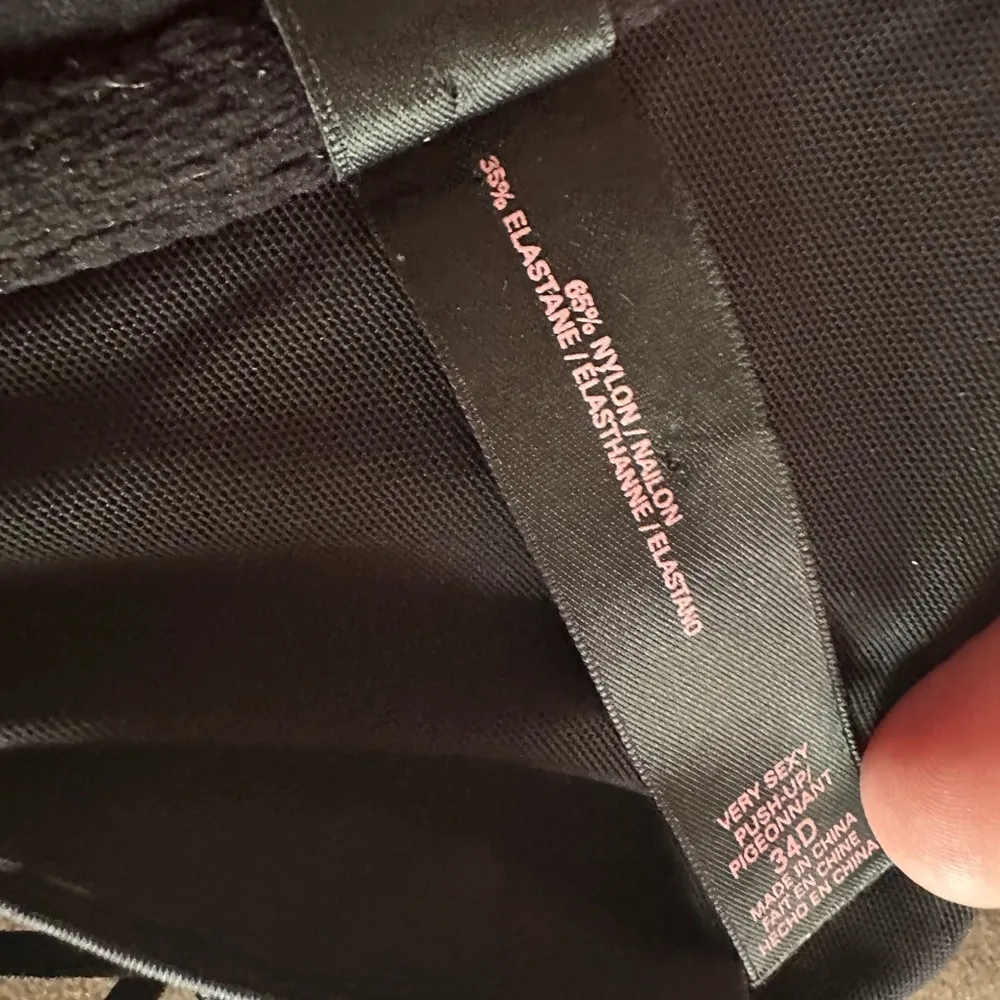 65% NYLON / NAILON
35% ELASTANE / ÉLASTHANNE / ELASTANO
VERY SEXY
PUSH-UP/
PIGEONNANT
34D
MADE IN CHINA
FAIT EN CHINE
HECHO EN CHINA